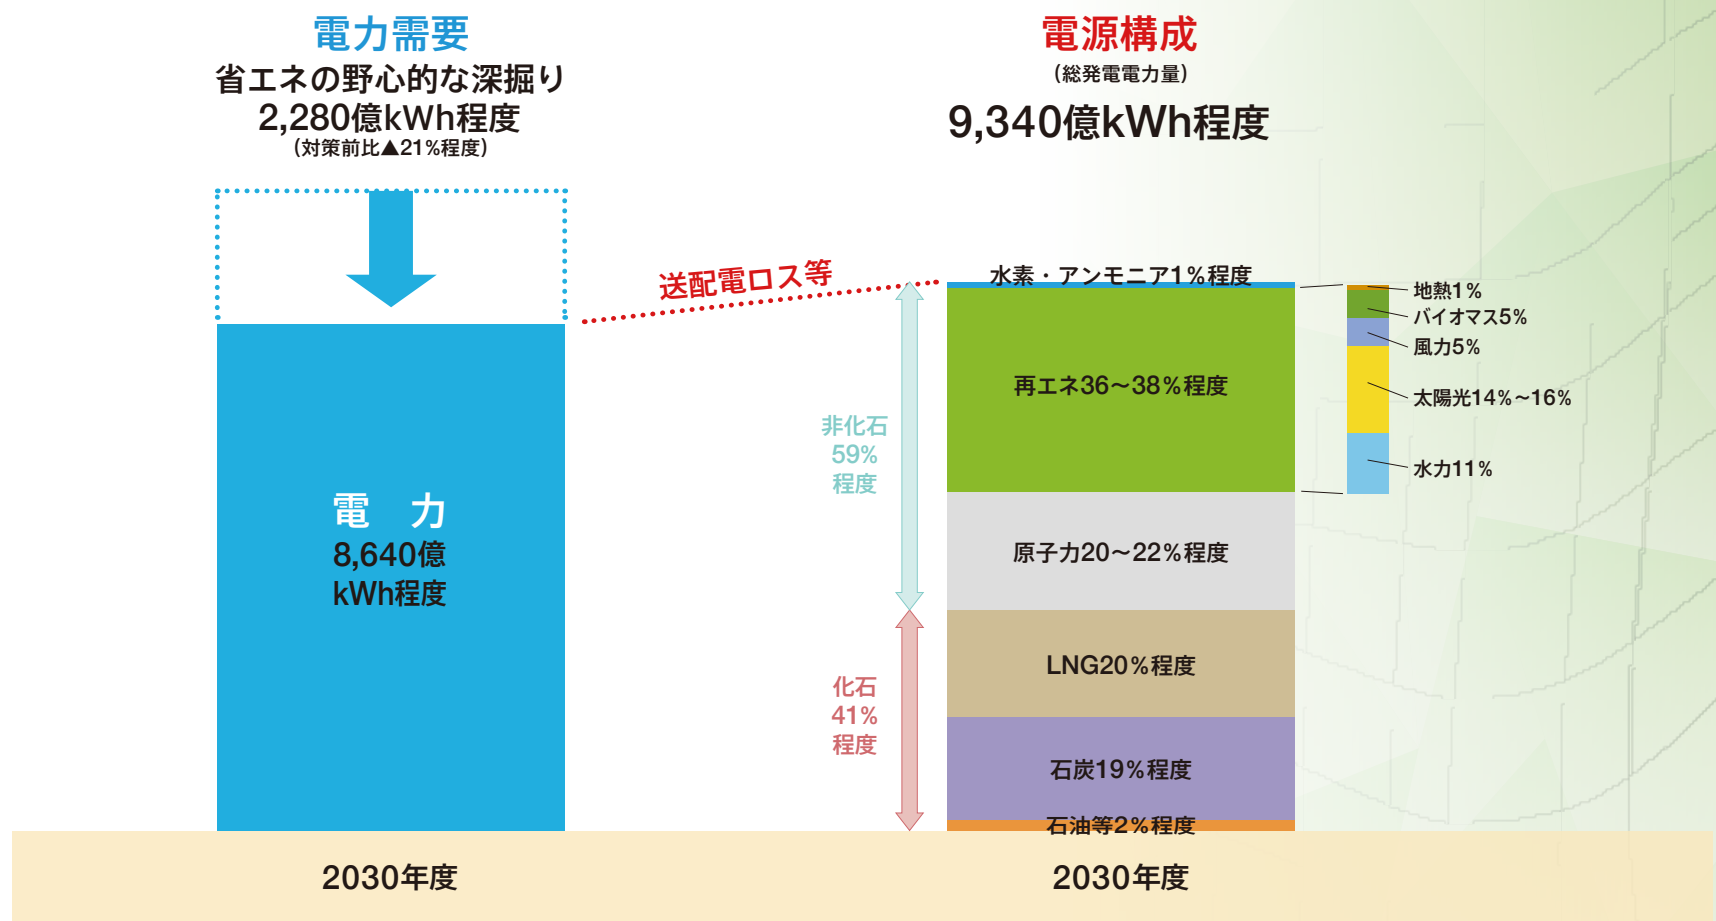 電力需要
省エネの野心的な深掘り
2,280億kWh程度
(対策前比▲21%程度)
電 力
8,640億
kWh程度
2030年度
送配電ロス等
電源構成
(総発電電力量)
9,340億kWh程度
非化石
59%
程度
化石
41%
程度
水素・アンモニア1%程度
再エネ36～38%程度
原子力20～22%程度
LNG20%程度
石炭19%程度
石油等2%程度
2030年度
地熱1%
バイオマス5%
風力5%
太陽光14%～16%
水力11%